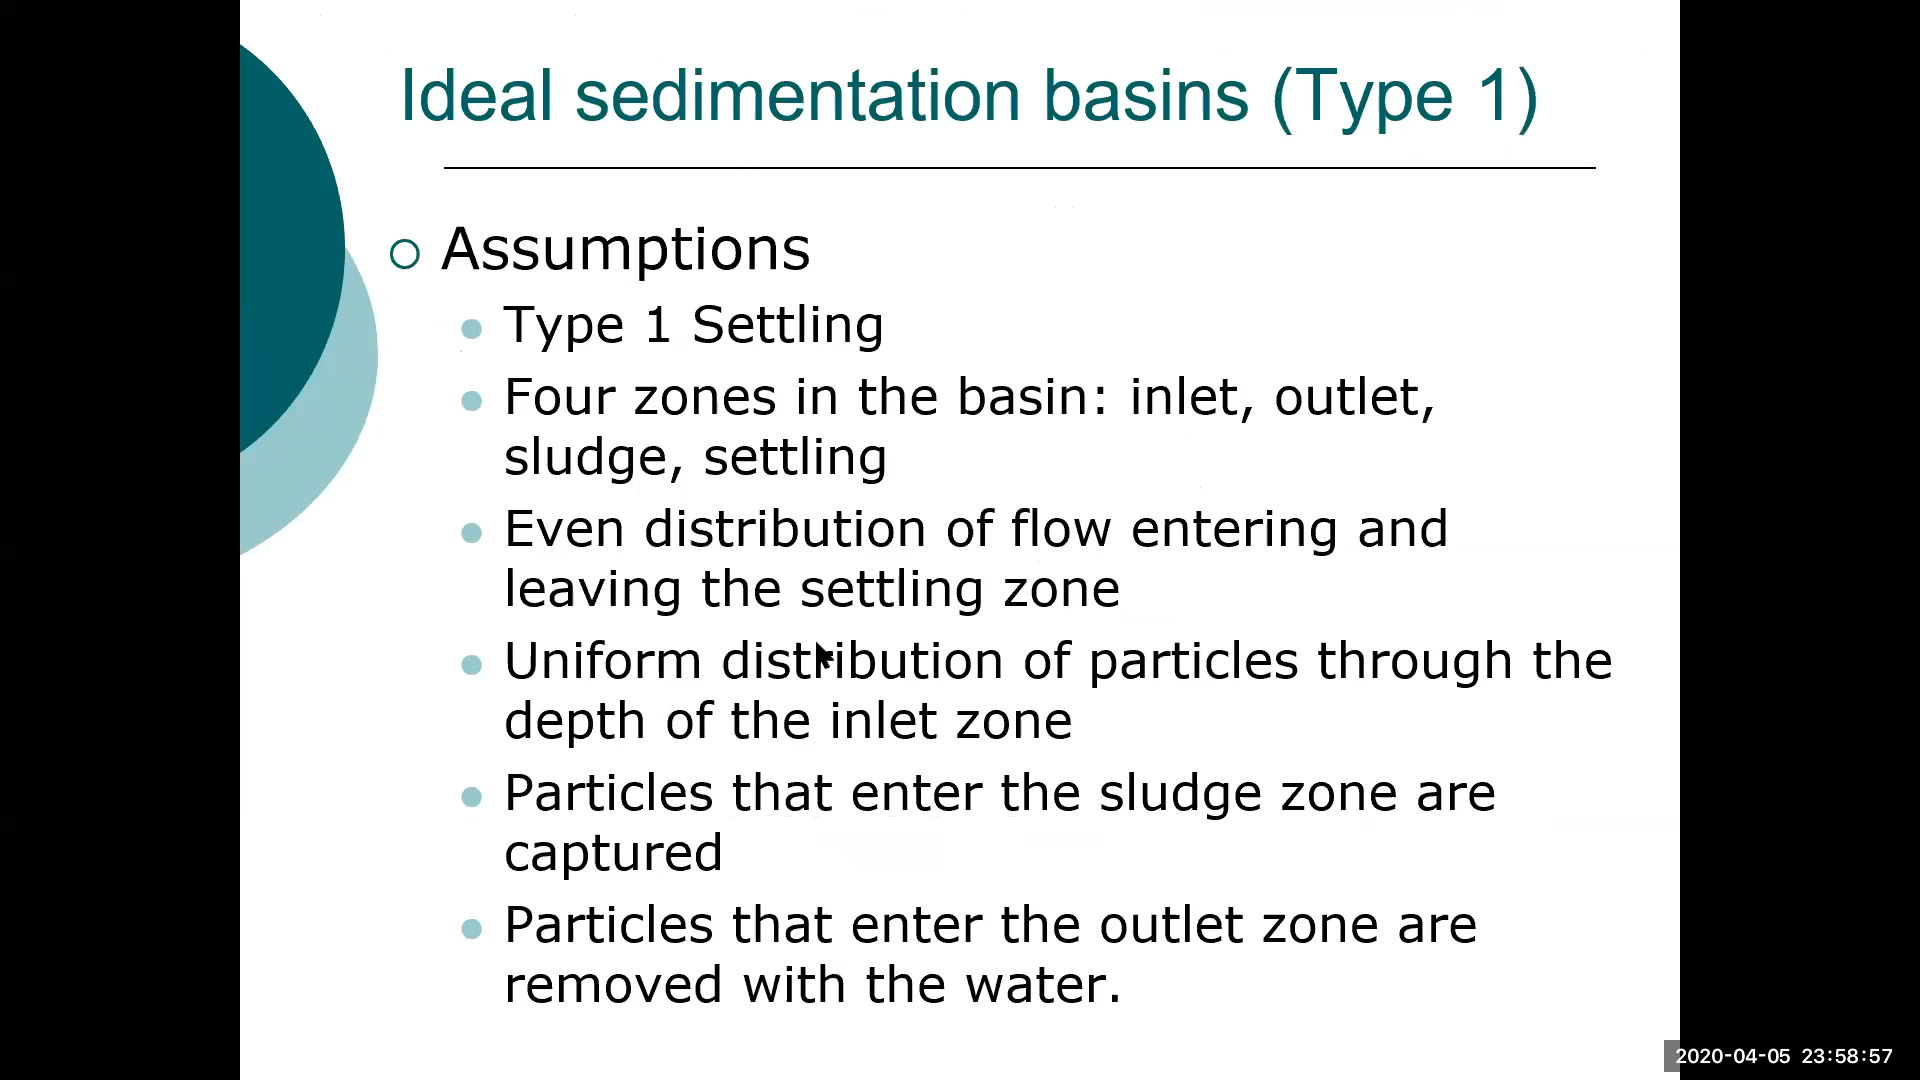 Ideal sedimentation basins (Type 1)
Assumptions
Type 1 Settling
Four zones in the basin: inlet, outlet,
sludge, settling
Even distribution of flow entering and
leaving the settling zone
Uniform distribution of particles through the
depth of the inlet zone
Particles that enter the sludge zone are
captured
Particles that enter the outlet zone are
removed with the water.
2020-04-05 23:58:57